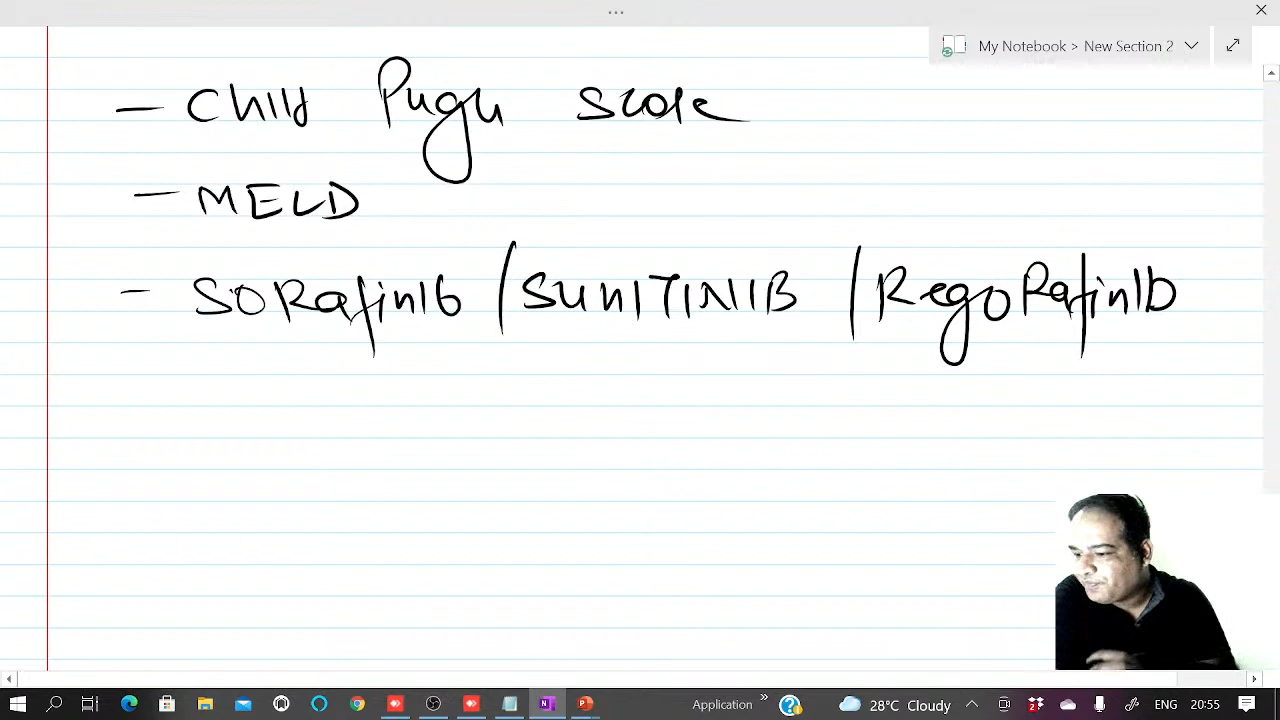 ...
My Notebook > New Section 2
- Child Pugh score
- MELD
- SORafinib / SUNITINIB / RegoRafinib
Application
28°C Cloudy
ENG
20:55